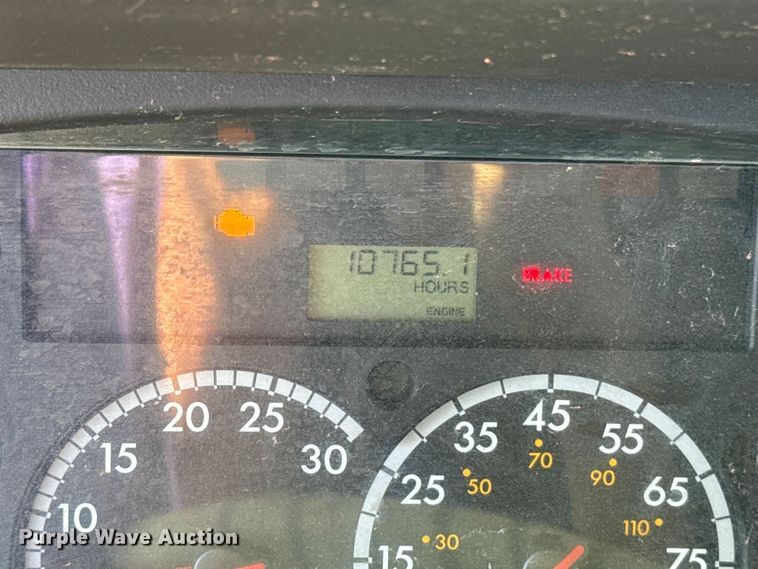 10765.1
HOURS
ENGINE
BRAKE
10 15 20 25 30
15 25 35 45 55 65 75
30 50 70 90 110
Purple Wave Auction